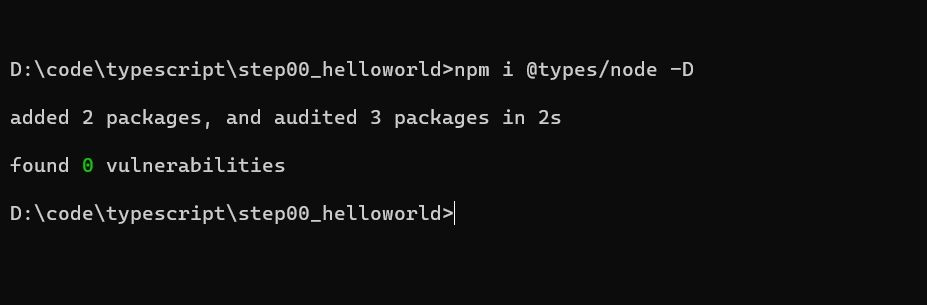 D:\code\typescript\step00_helloworld>npm i @types/node -D
added 2 packages, and audited 3 packages in 2s
found 0 vulnerabilities
D:\code\typescript\step00_helloworld>